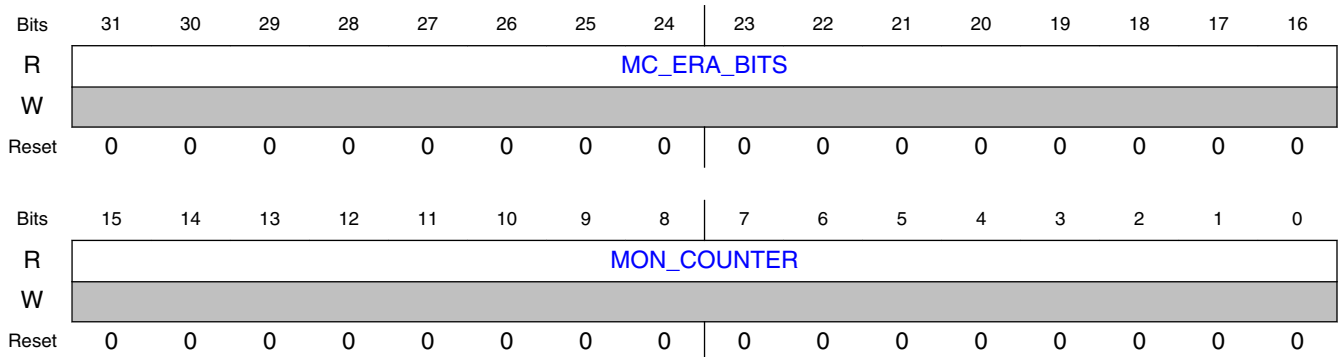 Bits 31 30 29 28 27 26 25 24 23 22 21 20 19 18 17 16
R MC_ERA_BITS
W
Reset 0 0 0 0 0 0 0 0 0 0 0 0 0 0 0 0
Bits 15 14 13 12 11 10 9 8 7 6 5 4 3 2 1 0
R MON_COUNTER
W
Reset 0 0 0 0 0 0 0 0 0 0 0 0 0 0 0 0